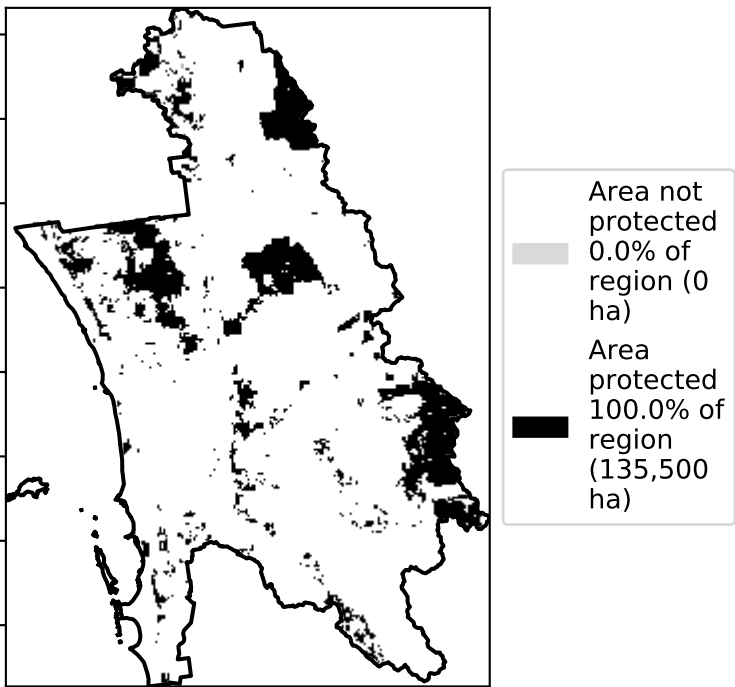 Area not
protected
0.0% of
region (0
ha)
Area
protected
100.0% of
region
(135,500
ha)